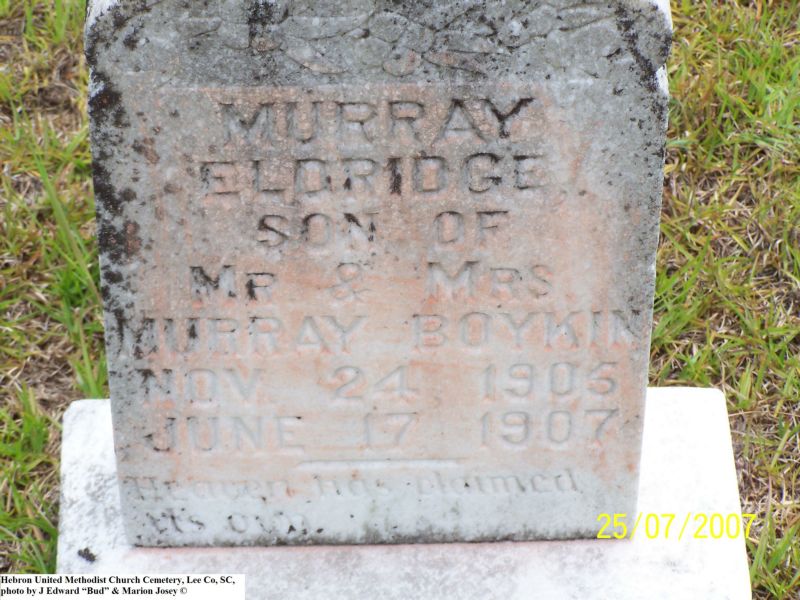 MURRAY
ELDRIDGE
SON OF
MR & MRS
MURRAY BOYKIN
NOV 24, 1905
JUNE 17 1907
Heaven has claimed
its own.
25/07/2007
Hebron United Methodist Church Cemetery, Lee Co, SC,
photo by J Edward “Bud” & Marion Josey ©